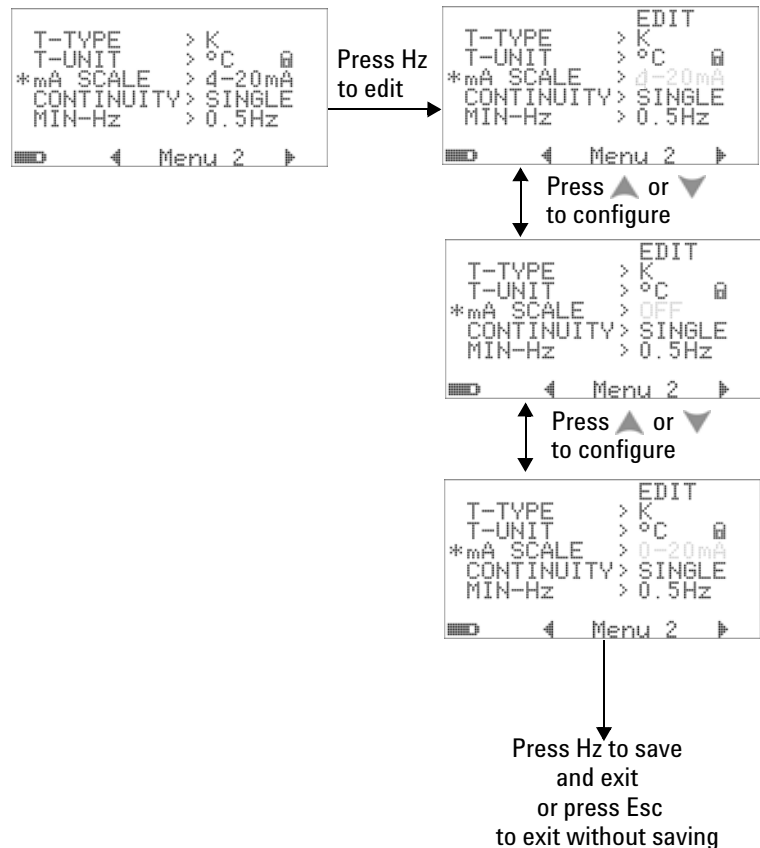 T-TYPE > K
T-UNIT > °C
*mA SCALE > 4-20mA
CONTINUITY> SINGLE
MIN-Hz > 0.5Hz
Menu 2
Press Hz
to edit
EDIT
T-TYPE > K
T-UNIT > °C
*mA SCALE > 4-20mA
CONTINUITY> SINGLE
MIN-Hz > 0.5Hz
Menu 2
Press or
to configure
EDIT
T-TYPE > K
T-UNIT > °C
*mA SCALE > OFF
CONTINUITY> SINGLE
MIN-Hz > 0.5Hz
Menu 2
Press or
to configure
EDIT
T-TYPE > K
T-UNIT > °C
*mA SCALE > 0-20mA
CONTINUITY> SINGLE
MIN-Hz > 0.5Hz
Menu 2
Press Hz to save
and exit
or press Esc
to exit without saving